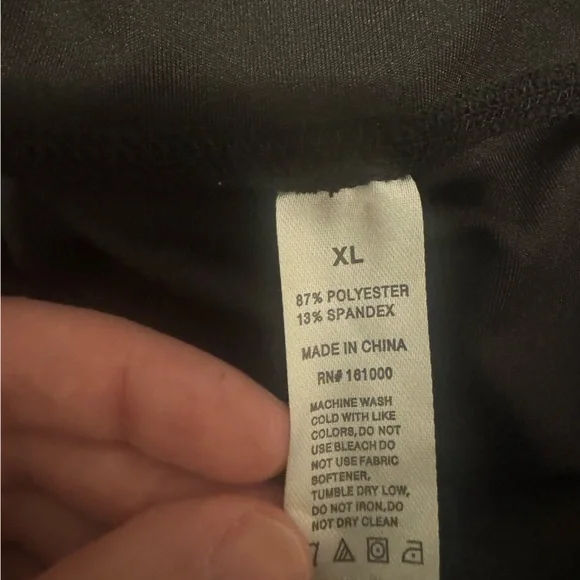 XL
87% POLYESTER
13% SPANDEX
MADE IN CHINA
RN# 161000
MACHINE WASH
COLD WITH LIKE
COLORS,DO NOT
USE BLEACH DO
NOT USE FABRIC
SOFTENER,
TUMBLE DRY LOW,
DO NOT IRON,DO
NOT DRY CLEAN